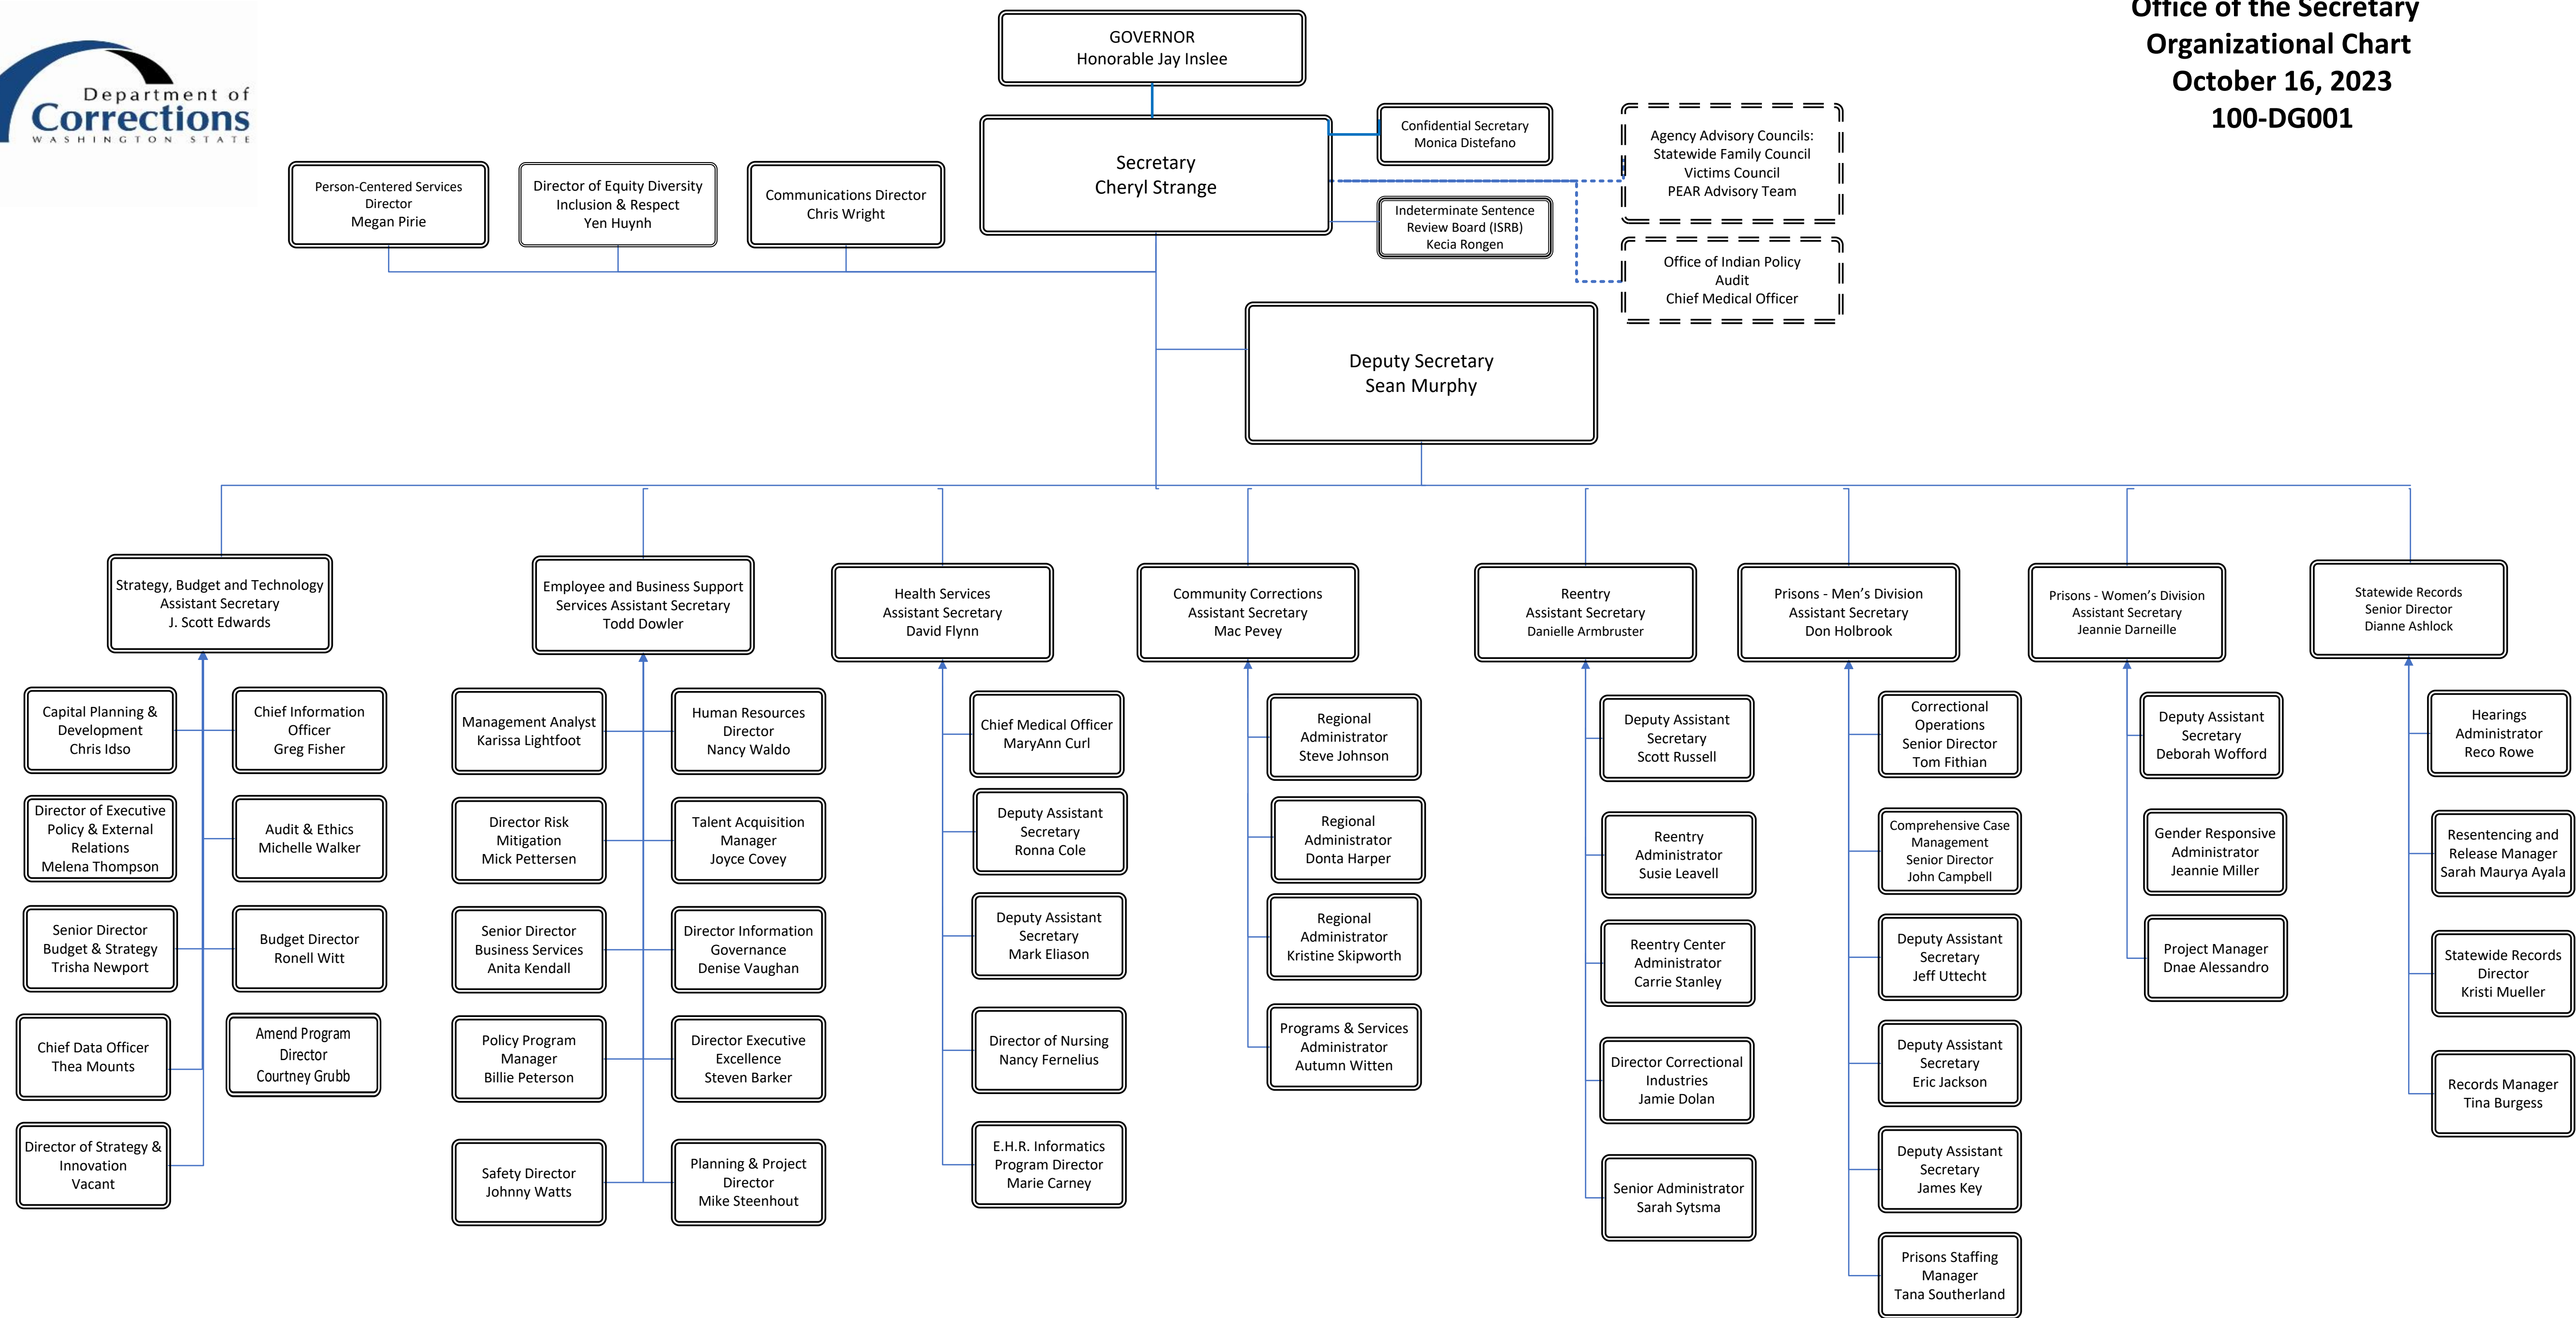 Office of the Secretary
Organizational Chart
October 16, 2023
100-DG001
Department of
Corrections
WASHINGTON STATE
GOVERNOR
Honorable Jay Inslee
Secretary
Cheryl Strange
Confidential Secretary
Monica Distefano
Agency Advisory Councils:
Statewide Family Council
Victims Council
PEAR Advisory Team
Person-Centered Services
Director
Megan Pirie
Director of Equity Diversity
Inclusion & Respect
Yen Huynh
Communications Director
Chris Wright
Indeterminate Sentence
Review Board (ISRB)
Kecia Rongen
Office of Indian Policy
Audit
Chief Medical Officer
Deputy Secretary
Sean Murphy
Strategy, Budget and Technology
Assistant Secretary
J. Scott Edwards
Capital Planning &
Development
Chris Idso
Chief Information
Officer
Greg Fisher
Director of Executive
Policy & External
Relations
Melena Thompson
Audit & Ethics
Michelle Walker
Senior Director
Budget & Strategy
Trisha Newport
Budget Director
Ronell Witt
Chief Data Officer
Thea Mounts
Amend Program
Director
Courtney Grubb
Director of Strategy &
Innovation
Vacant
Employee and Business Support
Services Assistant Secretary
Todd Dowler
Management Analyst
Karissa Lightfoot
Human Resources
Director
Nancy Waldo
Director Risk
Mitigation
Mick Pettersen
Talent Acquisition
Manager
Joyce Covey
Senior Director
Business Services
Anita Kendall
Director Information
Governance
Denise Vaughan
Policy Program
Manager
Billie Peterson
Director Executive
Excellence
Steven Barker
Safety Director
Johnny Watts
Planning & Project
Director
Mike Steenhout
Health Services
Assistant Secretary
David Flynn
Chief Medical Officer
MaryAnn Curl
Deputy Assistant
Secretary
Ronna Cole
Deputy Assistant
Secretary
Mark Eliason
Director of Nursing
Nancy Fernelius
E.H.R. Informatics
Program Director
Marie Carney
Community Corrections
Assistant Secretary
Mac Pevey
Regional
Administrator
Steve Johnson
Regional
Administrator
Donta Harper
Regional
Administrator
Kristine Skipworth
Programs & Services
Administrator
Autumn Witten
Reentry
Assistant Secretary
Danielle Armbruster
Deputy Assistant
Secretary
Scott Russell
Reentry
Administrator
Susie Leavell
Reentry Center
Administrator
Carrie Stanley
Director Correctional
Industries
Jamie Dolan
Senior Administrator
Sarah Sytsma
Prisons - Men’s Division
Assistant Secretary
Don Holbrook
Correctional
Operations
Senior Director
Tom Fithian
Comprehensive Case
Management
Senior Director
John Campbell
Deputy Assistant
Secretary
Jeff Uttecht
Deputy Assistant
Secretary
Eric Jackson
Deputy Assistant
Secretary
James Key
Prisons Staffing
Manager
Tana Southerland
Prisons - Women’s Division
Assistant Secretary
Jeannie Darneille
Deputy Assistant
Secretary
Deborah Wofford
Gender Responsive
Administrator
Jeannie Miller
Project Manager
Dnae Alessandro
Statewide Records
Senior Director
Dianne Ashlock
Hearings
Administrator
Reco Rowe
Resentencing and
Release Manager
Sarah Maurya Ayala
Statewide Records
Director
Kristi Mueller
Records Manager
Tina Burgess